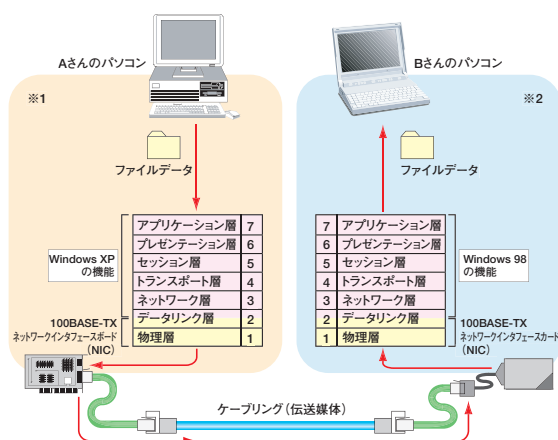 Aさんのパソコン
Bさんのパソコン
※1
※2
ファイルデータ
ファイルデータ
Windows XP
の機能
アプリケーション層 7
プレゼンテーション層 6
セッション層 5
トランスポート層 4
ネットワーク層 3
データリンク層 2
物理層 1
100BASE-TX
ネットワークインタフェースボード
(NIC)
7 アプリケーション層
6 プレゼンテーション層
5 セッション層
4 トランスポート層
3 ネットワーク層
2 データリンク層
1 物理層
Windows 98
の機能
100BASE-TX
ネットワークインタフェースカード
(NIC)
ケーブリング(伝送媒体)